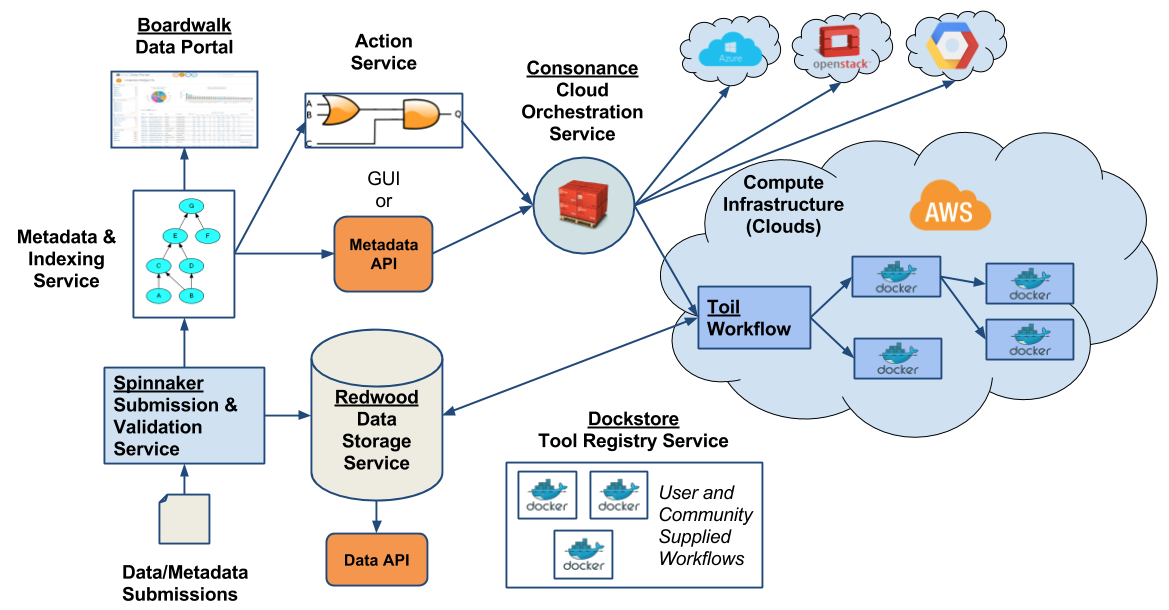 Boardwalk
Data Portal
Action
Service
A
B
C
Q
Consonance
Cloud
Orchestration
Service
Azure
openstack
Compute
Infrastructure
(Clouds)
AWS
GUI
or
Metadata
API
Metadata &
Indexing
Service
G
E
F
C
D
A
B
Toil
Workflow
docker
docker
docker
docker
Spinnaker
Submission &
Validation
Service
Redwood
Data
Storage
Service
Dockstore
Tool Registry Service
docker
docker
docker
User and
Community
Supplied
Workflows
Data API
Data/Metadata
Submissions